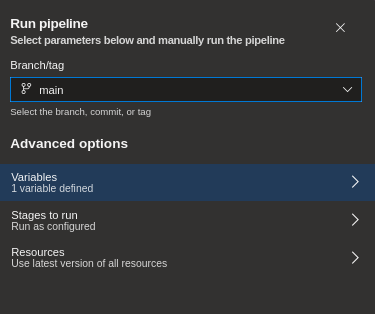 Run pipeline
Select parameters below and manually run the pipeline
Branch/tag
main
Select the branch, commit, or tag
Advanced options
Variables
1 variable defined
Stages to run
Run as configured
Resources
Use latest version of all resources